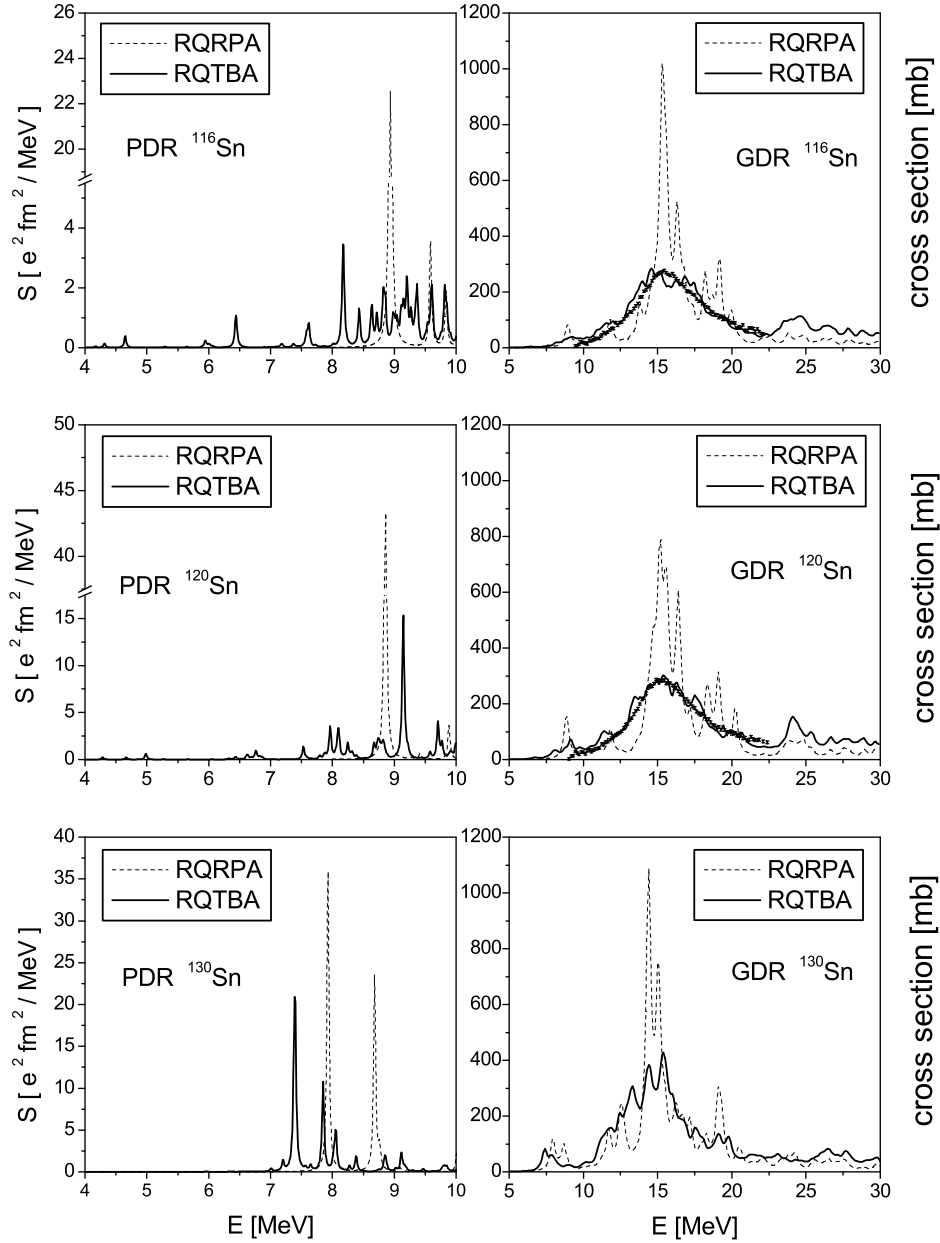 26
24
22
20
4
2
0
S [ e² fm² / MeV ]
RQRPA
RQTBA
PDR ¹¹⁶Sn
4 5 6 7 8 9 10
1200
1000
800
600
400
200
0
RQRPA
RQTBA
GDR ¹¹⁶Sn
5 10 15 20 25 30
cross section [mb]
50
45
40
15
10
5
0
S [ e² fm² / MeV ]
RQRPA
RQTBA
PDR ¹²⁰Sn
4 5 6 7 8 9 10
1200
1000
800
600
400
200
0
RQRPA
RQTBA
GDR ¹²⁰Sn
5 10 15 20 25 30
cross section [mb]
40
35
30
25
20
15
10
5
0
S [ e² fm² / MeV ]
RQRPA
RQTBA
PDR ¹³⁰Sn
4 5 6 7 8 9 10
E [MeV]
1200
1000
800
600
400
200
0
RQRPA
RQTBA
GDR ¹³⁰Sn
5 10 15 20 25 30
E [MeV]
cross section [mb]